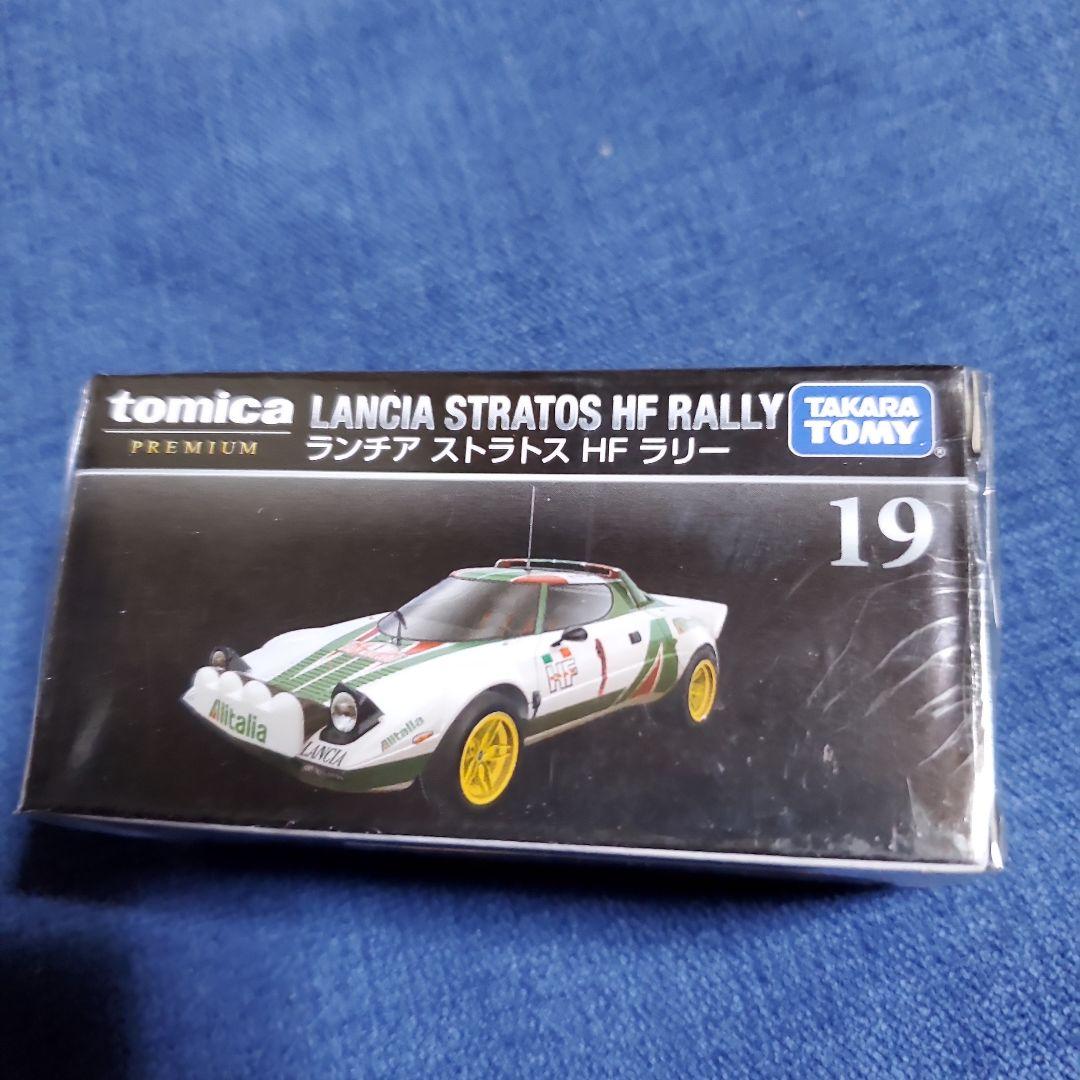 tomica
PREMIUM
LANCIA STRATOS HF RALLY
ランチア ストラトス HF ラリー
TAKARA
TOMY
®
19
HF
1
Alitalia
Alitalia
LANCIA